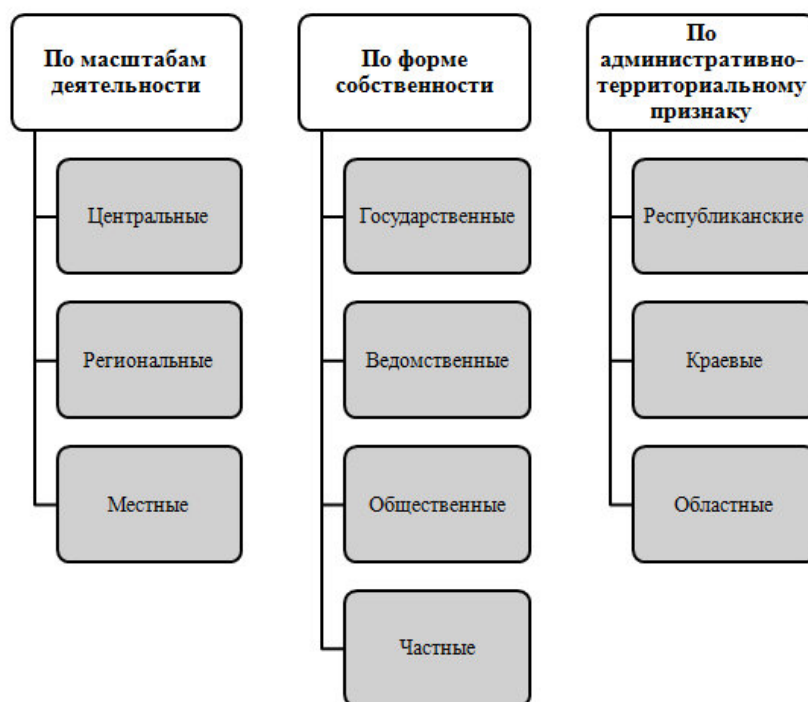 По масштабам
деятельности
Центральные
Региональные
Местные
По форме
собственности
Государственные
Ведомственные
Общественные
Частные
По
административно-
территориальному
признаку
Республиканские
Краевые
Областные